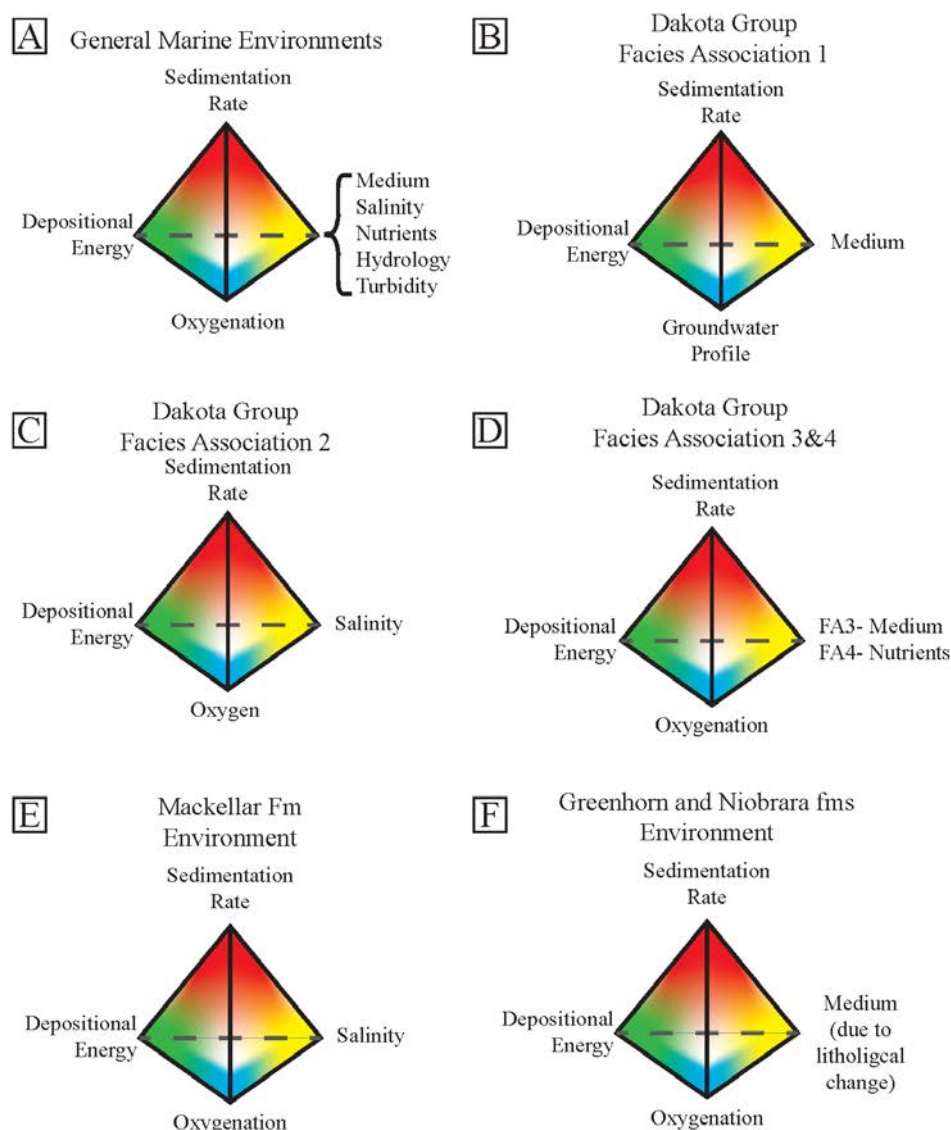 A
General Marine Environments
Sedimentation
Rate
Depositional
Energy
Medium
Salinity
Nutrients
Hydrology
Turbidity
Oxygenation
B
Dakota Group
Facies Association 1
Sedimentation
Rate
Depositional
Energy
Medium
Groundwater
Profile
C
Dakota Group
Facies Association 2
Sedimentation
Rate
Depositional
Energy
Salinity
Oxygen
D
Dakota Group
Facies Association 3&4
Sedimentation
Rate
Depositional
Energy
FA3- Medium
FA4- Nutrients
Oxygenation
E
Mackellar Fm
Environment
Sedimentation
Rate
Depositional
Energy
Salinity
Oxygenation
F
Greenhorn and Niobrara fms
Environment
Sedimentation
Rate
Depositional
Energy
Medium
(due to
litholigcal
change)
Oxygenation